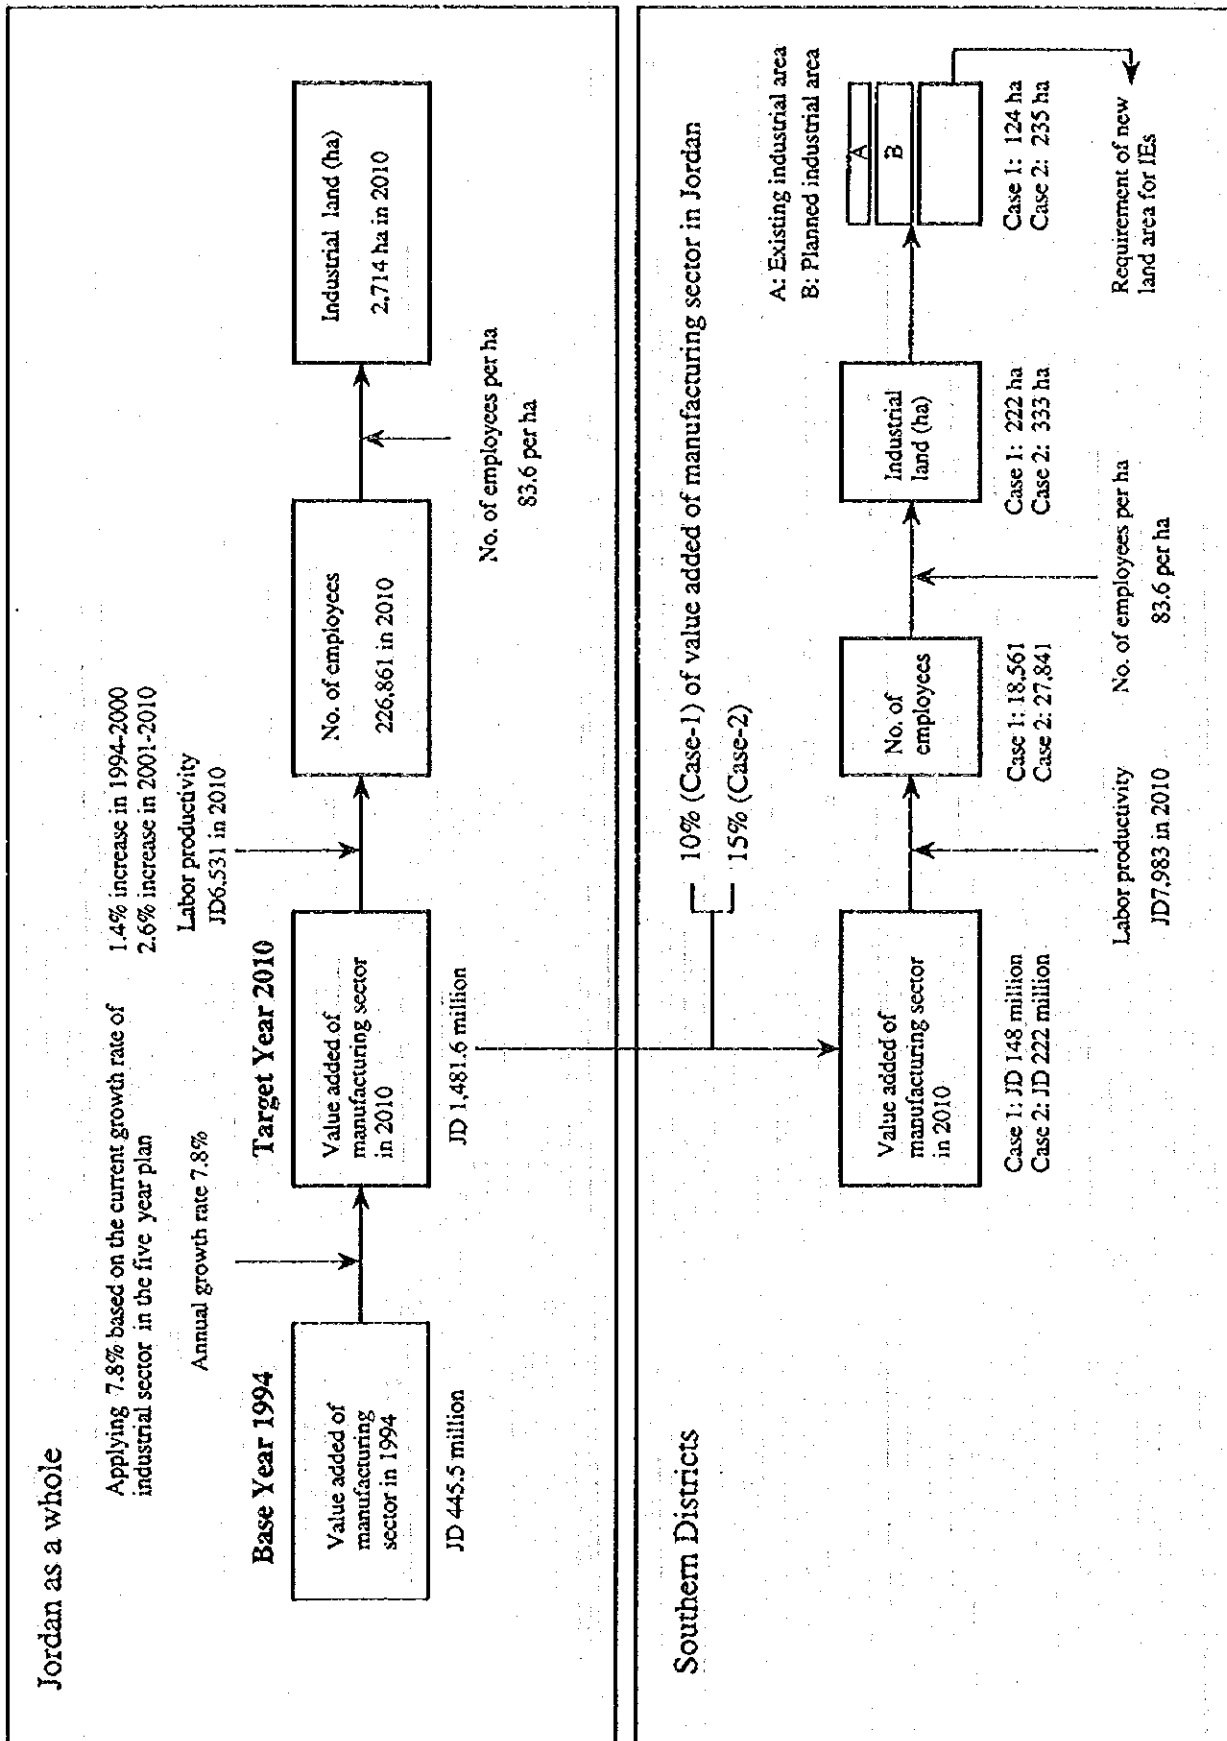 Jordan as a whole
Applying 7.8% based on the current growth rate of
industrial sector in the five year plan
1.4% increase in 1994-2000
2.6% increase in 2001-2010
Annual growth rate 7.8%
Labor productivity
JD6,531 in 2010
Base Year 1994
Target Year 2010
Value added of
manufacturing
sector in 1994
Value added of
manufacturing sector
in 2010
No. of employees
226,861 in 2010
Industrial land (ha)
2,714 ha in 2010
JD 445.5 million
JD 1,481.6 million
No. of employees per ha
83.6 per ha
Southern Districts
10% (Case-1) of value added of manufacturing sector in Jordan
15% (Case-2)
A: Existing industrial area
B: Planned industrial area
Value added of
manufacturing sector
in 2010
No. of
employees
Industrial
land (ha)
A
B
Case 1: JD 148 million
Case 2: JD 222 million
Case 1: 18,561
Case 2: 27,841
Case 1: 222 ha
Case 2: 333 ha
Case 1: 124 ha
Case 2: 235 ha
Labor productivity
JD7,983 in 2010
No. of employees per ha
83.6 per ha
Requirement of new
land area for IEs